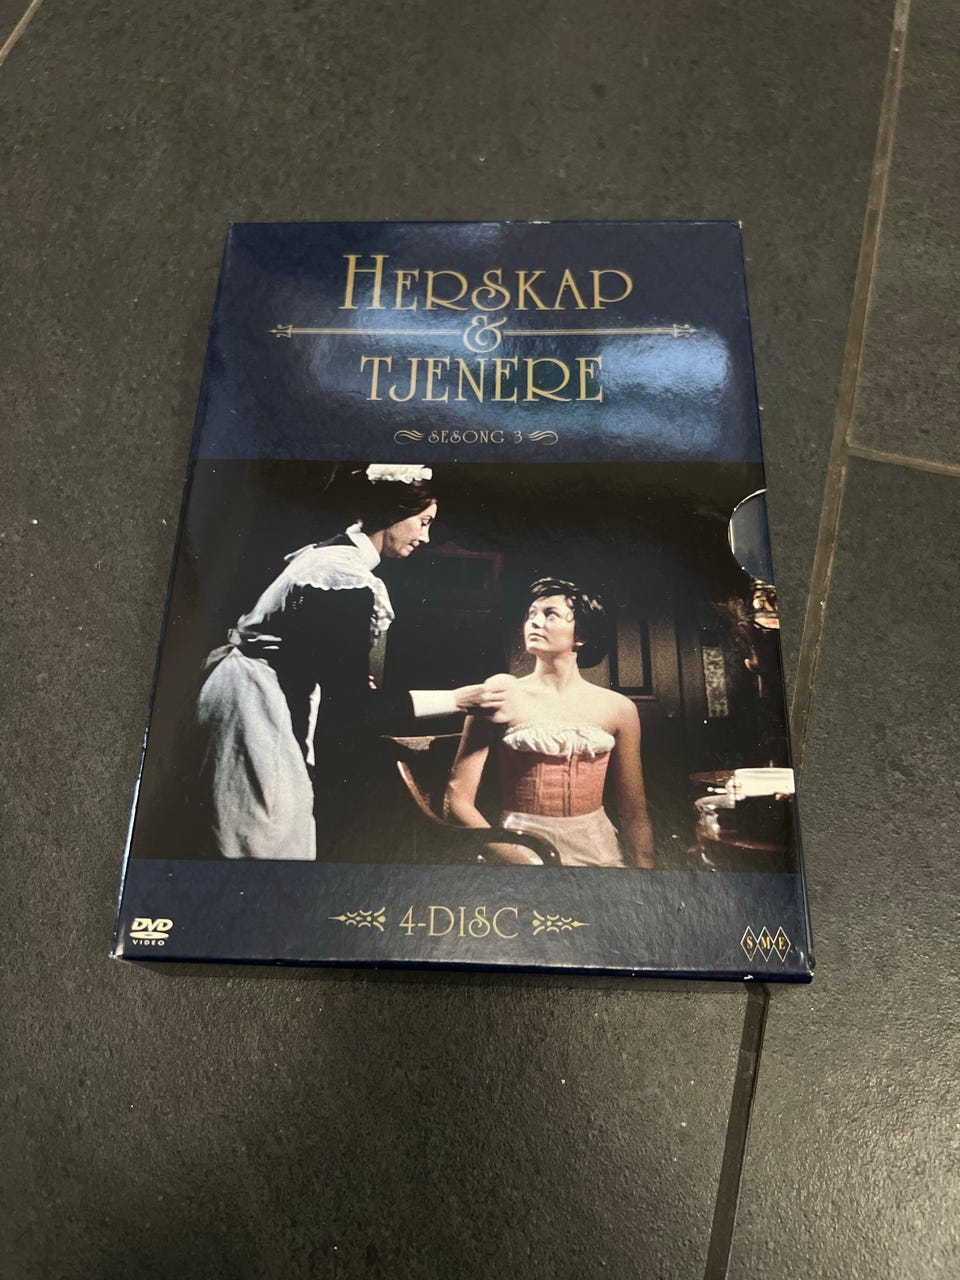 HERSKAP
&
TJENERE
SESONG 3
4-DISC
DVD
VIDEO
SME